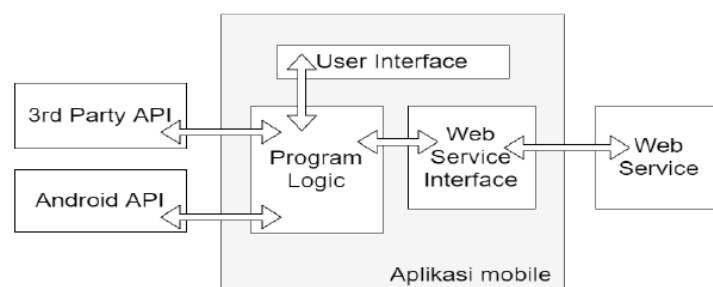 User Interface
3rd Party API
Program
Logic
Web
Service
Interface
Web
Service
Android API
Aplikasi mobile